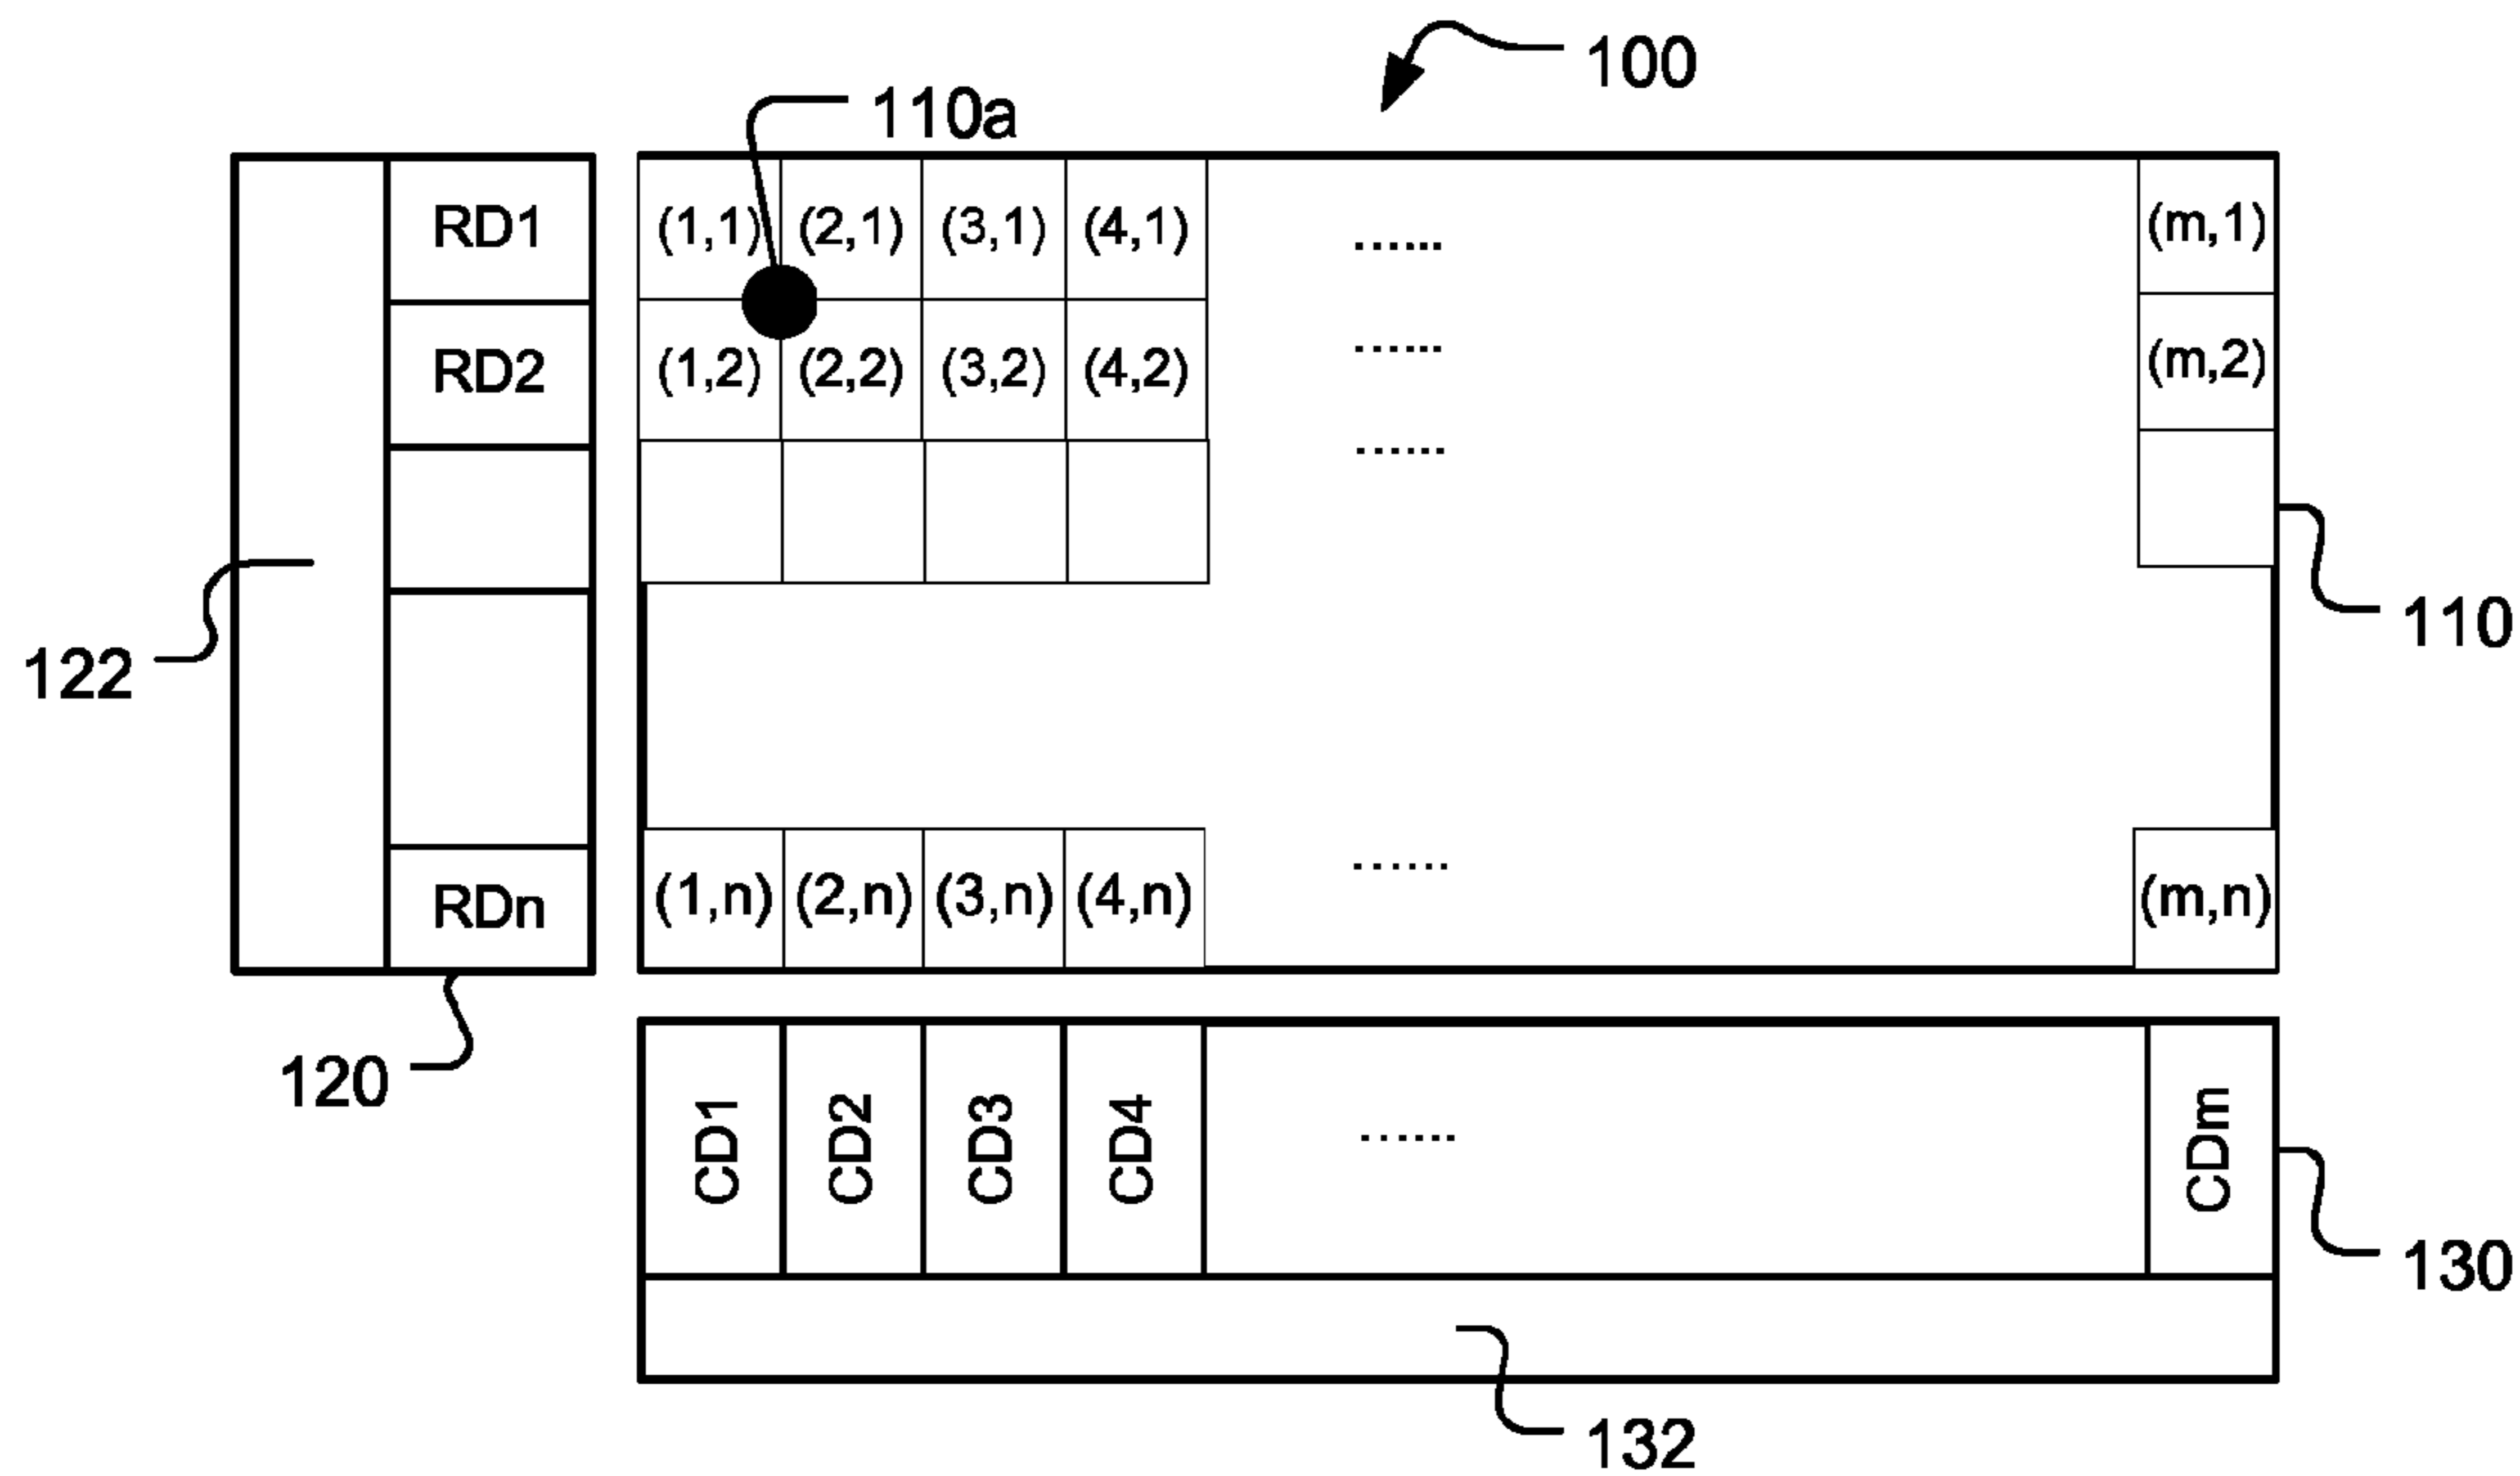 100
110a
RD1 (1,1) (2,1) (3,1) (4,1) ...... (m,1)
RD2 (1,2) (2,2) (3,2) (4,2) ...... (m,2)
......
110
122
RDn (1,n) (2,n) (3,n) (4,n) ...... (m,n)
120
CD1 CD2 CD3 CD4 ...... CDm
130
132